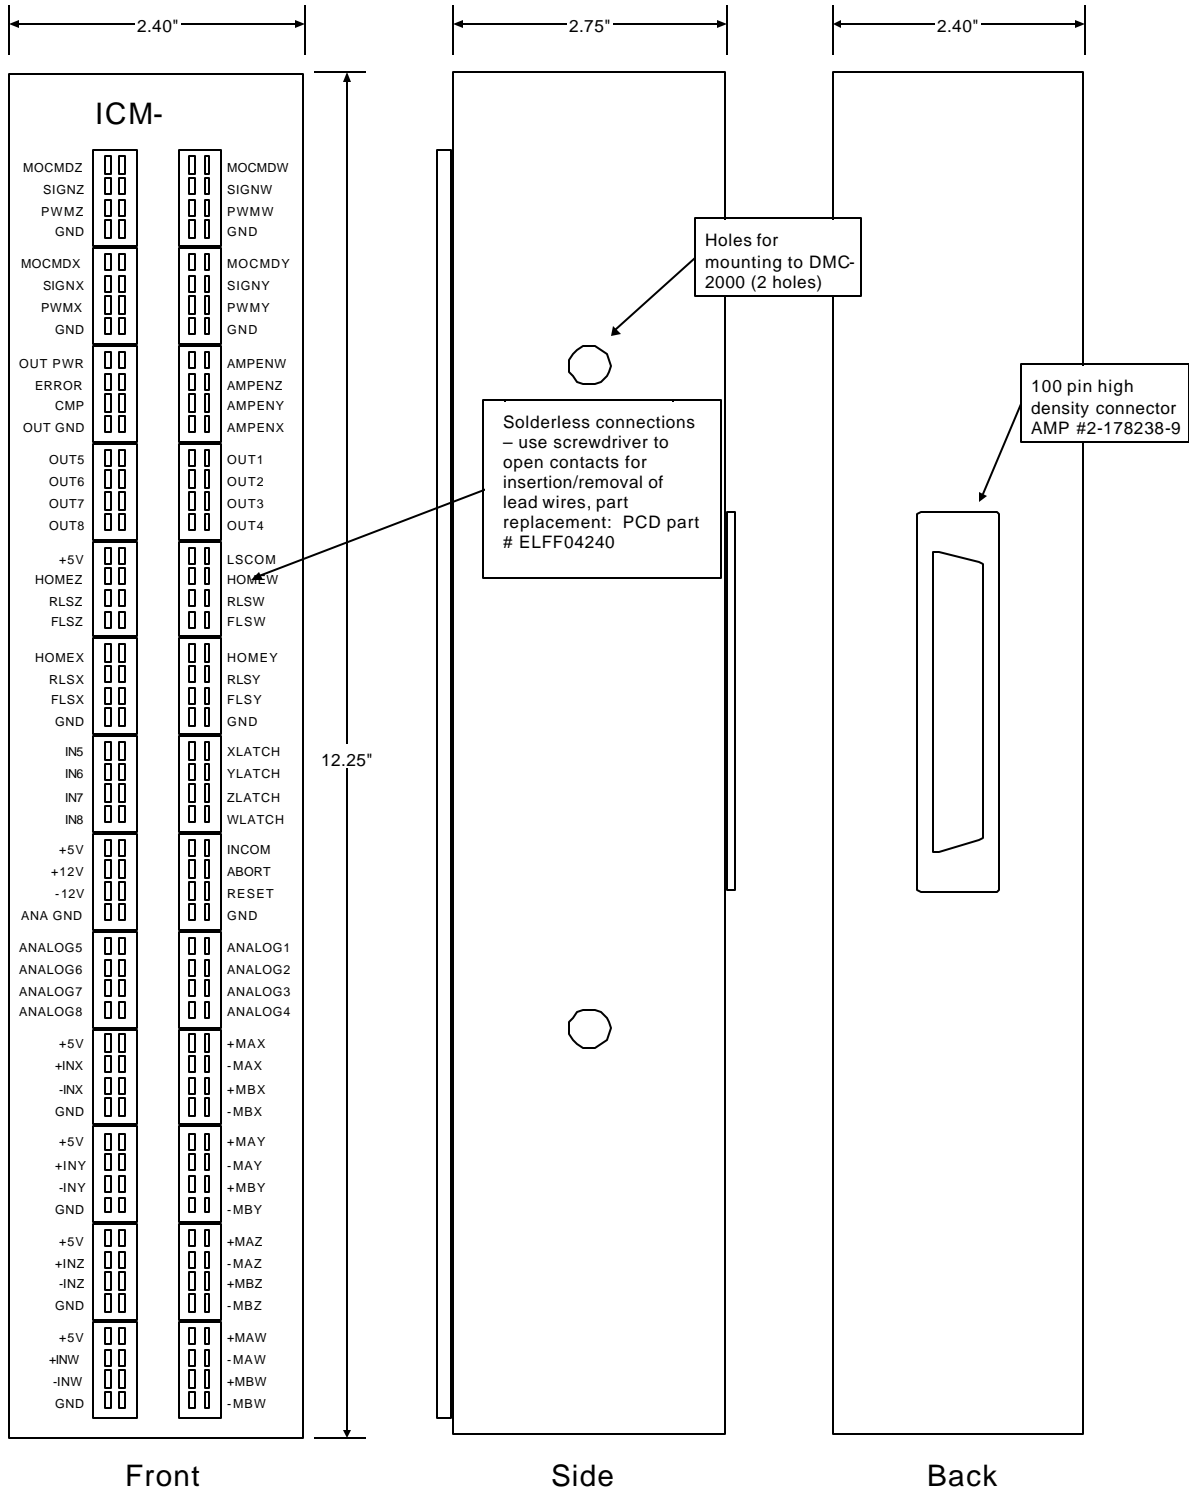 2.40"
2.75"
2.40"
ICM-
MOCMDZ MOCMDW
SIGNZ SIGNW
PWMZ PWMW
GND GND
MOCMDX MOCMDY
SIGNX SIGNY
PWMX PWMY
GND GND
OUT PWR AMPENW
ERROR AMPENZ
CMP AMPENY
OUT GND AMPENX
OUT5 OUT1
OUT6 OUT2
OUT7 OUT3
OUT8 OUT4
+5V LSCOM
HOMEZ HOMEW
RLSZ RLSW
FLSZ FLSW
HOMEX HOMEY
RLSX RLSY
FLSX FLSY
GND GND
IN5 XLATCH
IN6 YLATCH
IN7 ZLATCH
IN8 WLATCH
+5V INCOM
+12V ABORT
-12V RESET
ANA GND GND
ANALOG5 ANALOG1
ANALOG6 ANALOG2
ANALOG7 ANALOG3
ANALOG8 ANALOG4
+5V +MAX
+INX -MAX
-INX +MBX
GND -MBX
+5V +MAY
+INY -MAY
-INY +MBY
GND -MBY
+5V +MAZ
+INZ -MAZ
-INZ +MBZ
GND -MBZ
+5V +MAW
+INW -MAW
-INW +MBW
GND -MBW
12.25"
Holes for
mounting to DMC-
2000 (2 holes)
Solderless connections
– use screwdriver to
open contacts for
insertion/removal of
lead wires, part
replacement: PCD part
# ELFF04240
100 pin high
density connector
AMP #2-178238-9
Front
Side
Back